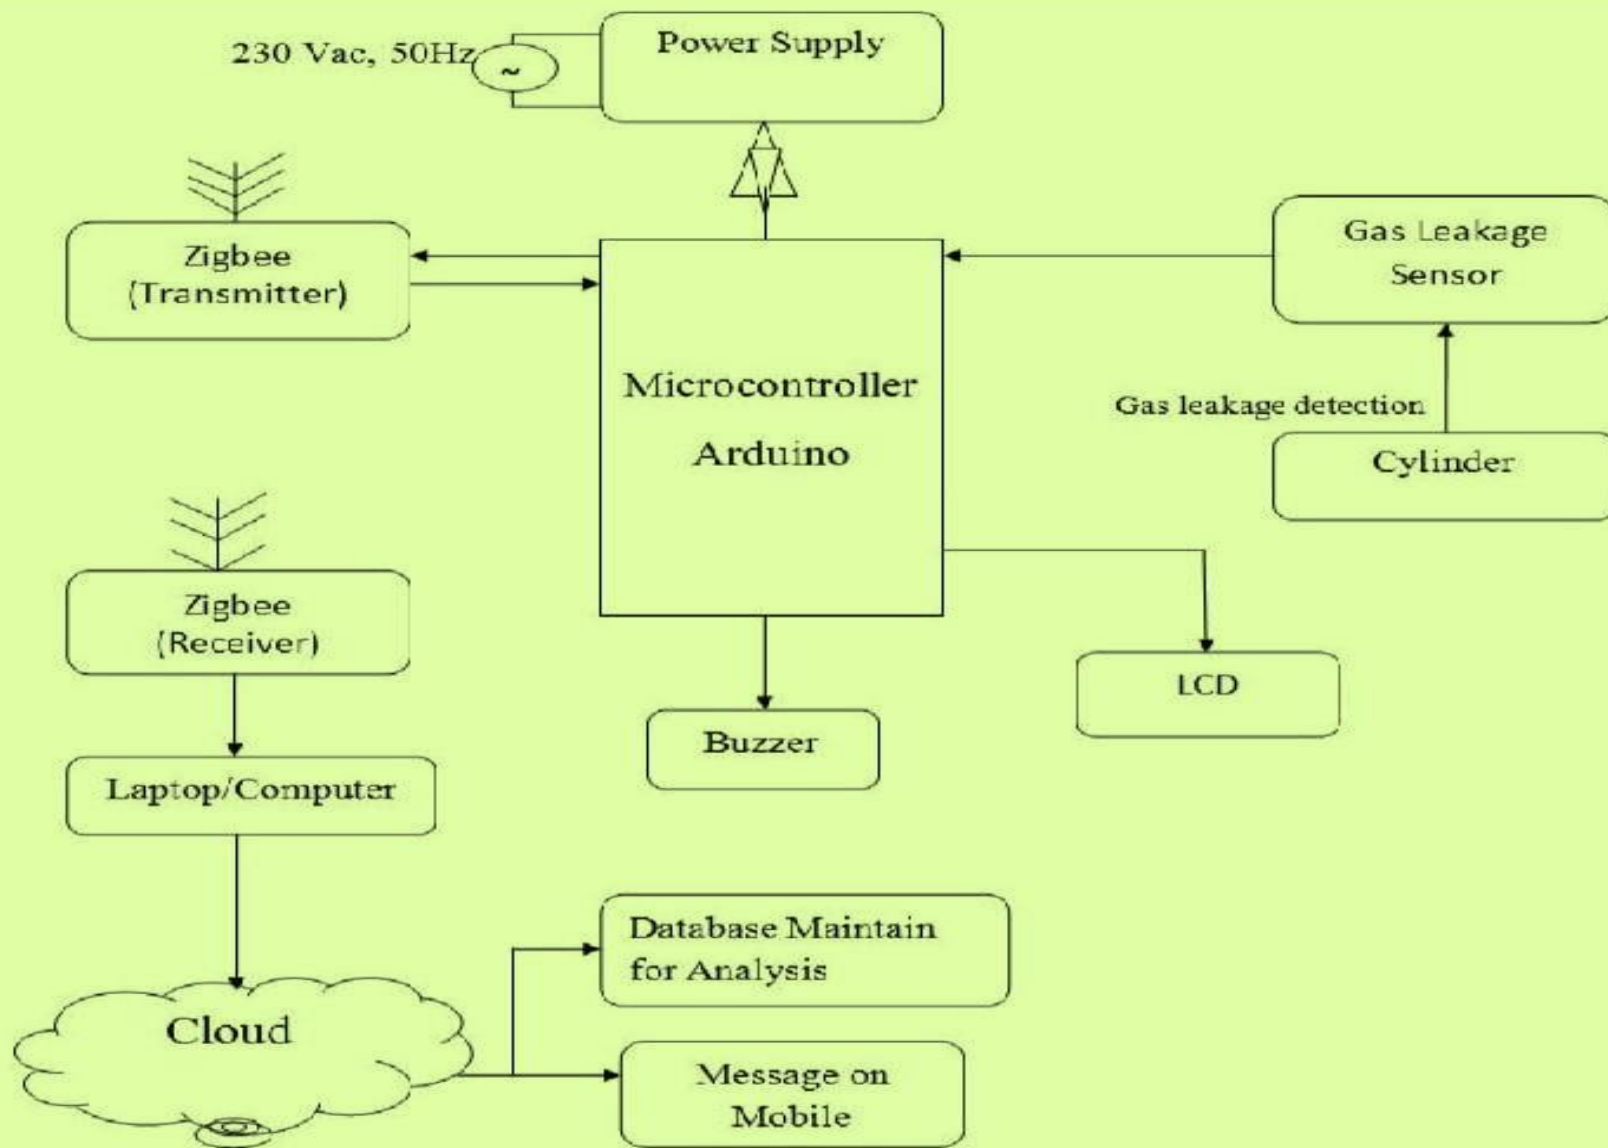 230 Vac, 50Hz
~
Power Supply
Zigbee
(Transmitter)
Gas Leakage
Sensor
Microcontroller
Arduino
Gas leakage detection
Cylinder
Zigbee
(Receiver)
LCD
Buzzer
Laptop/Computer
Database Maintain
for Analysis
Cloud
Message on
Mobile